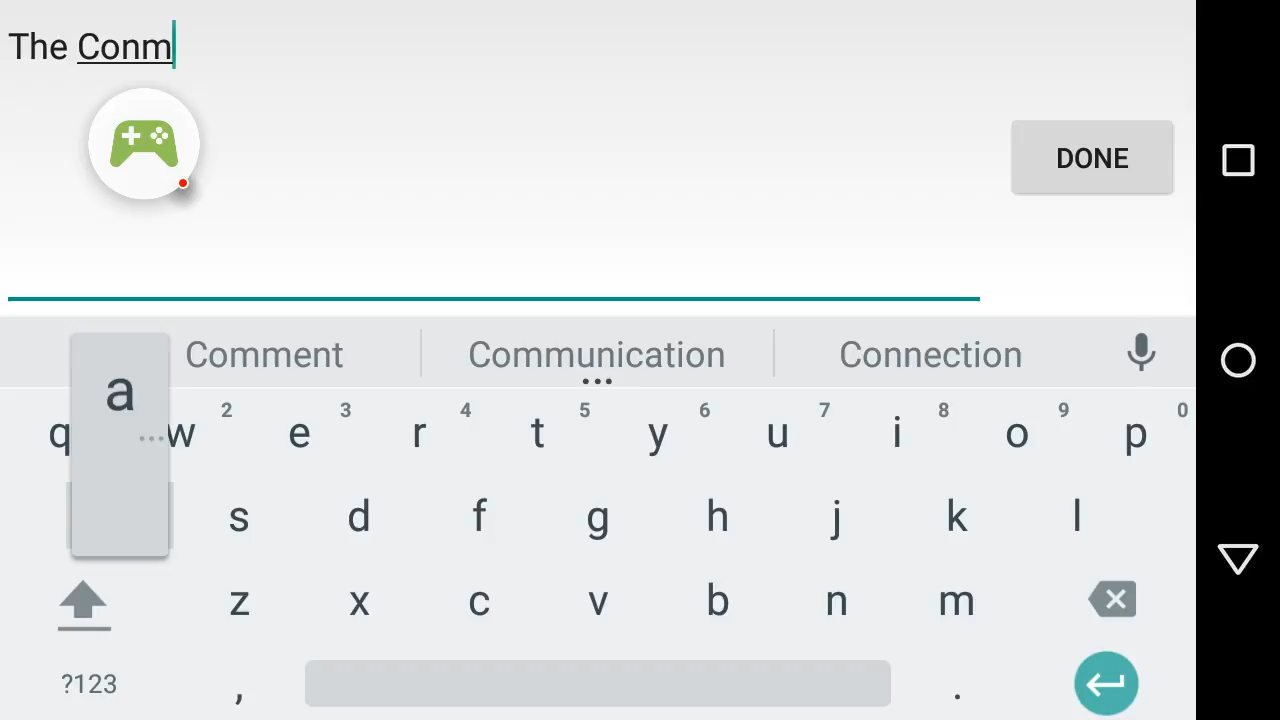 The Conm
DONE
Comment Communication Connection
q w e r t y u i o p
2 3 4 5 6 7 8 9 0
a s d f g h j k l
z x c v b n m
?123 , .